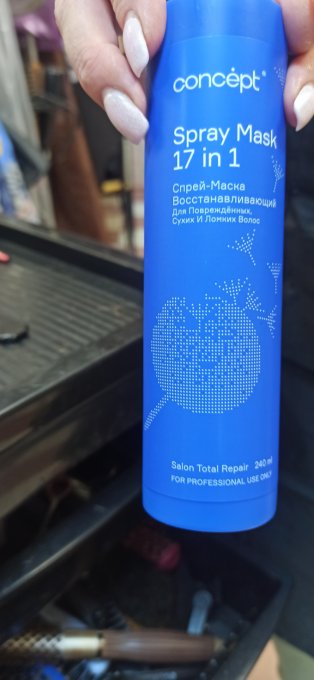 concépt®
Spray Mask
17 in 1
Спрей-Маска
Восстанавливающий
Для Повреждённых,
Сухих И Ломких Волос
Salon Total Repair 240 ml
FOR PROFESSIONAL USE ONLY